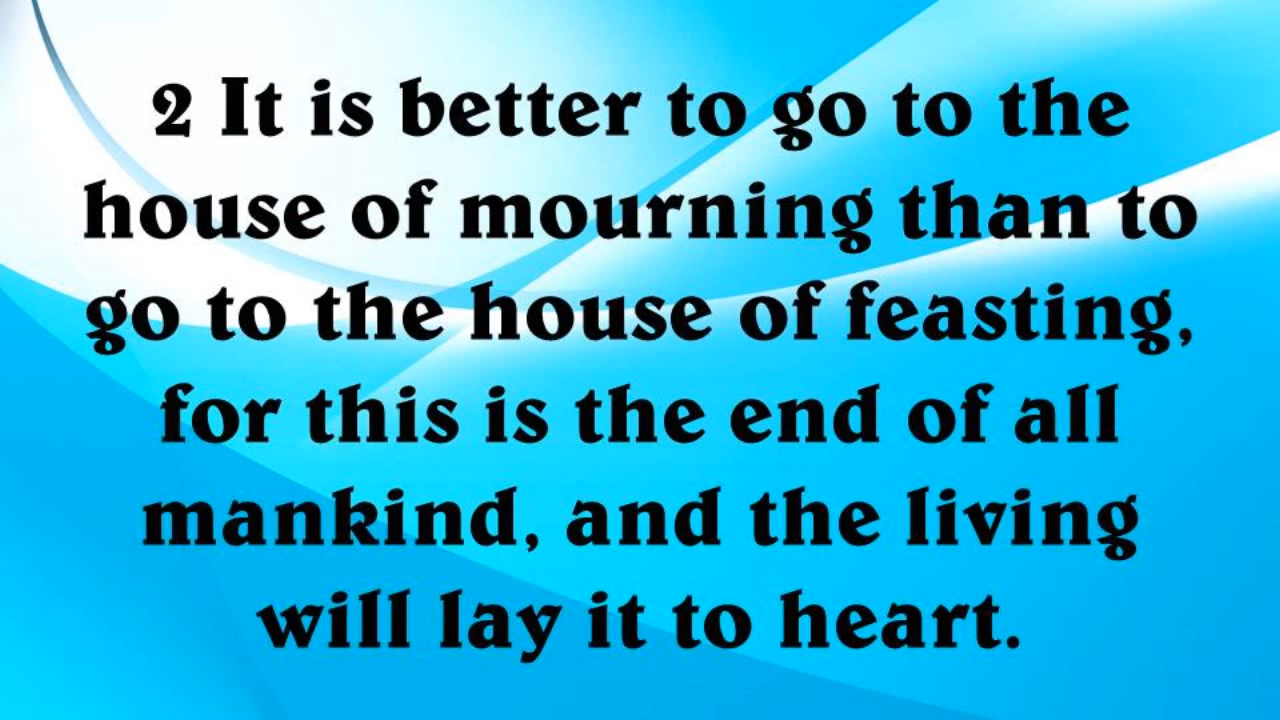 2 It is better to go to the
house of mourning than to
go to the house of feasting,
for this is the end of all
mankind, and the living
will lay it to heart.